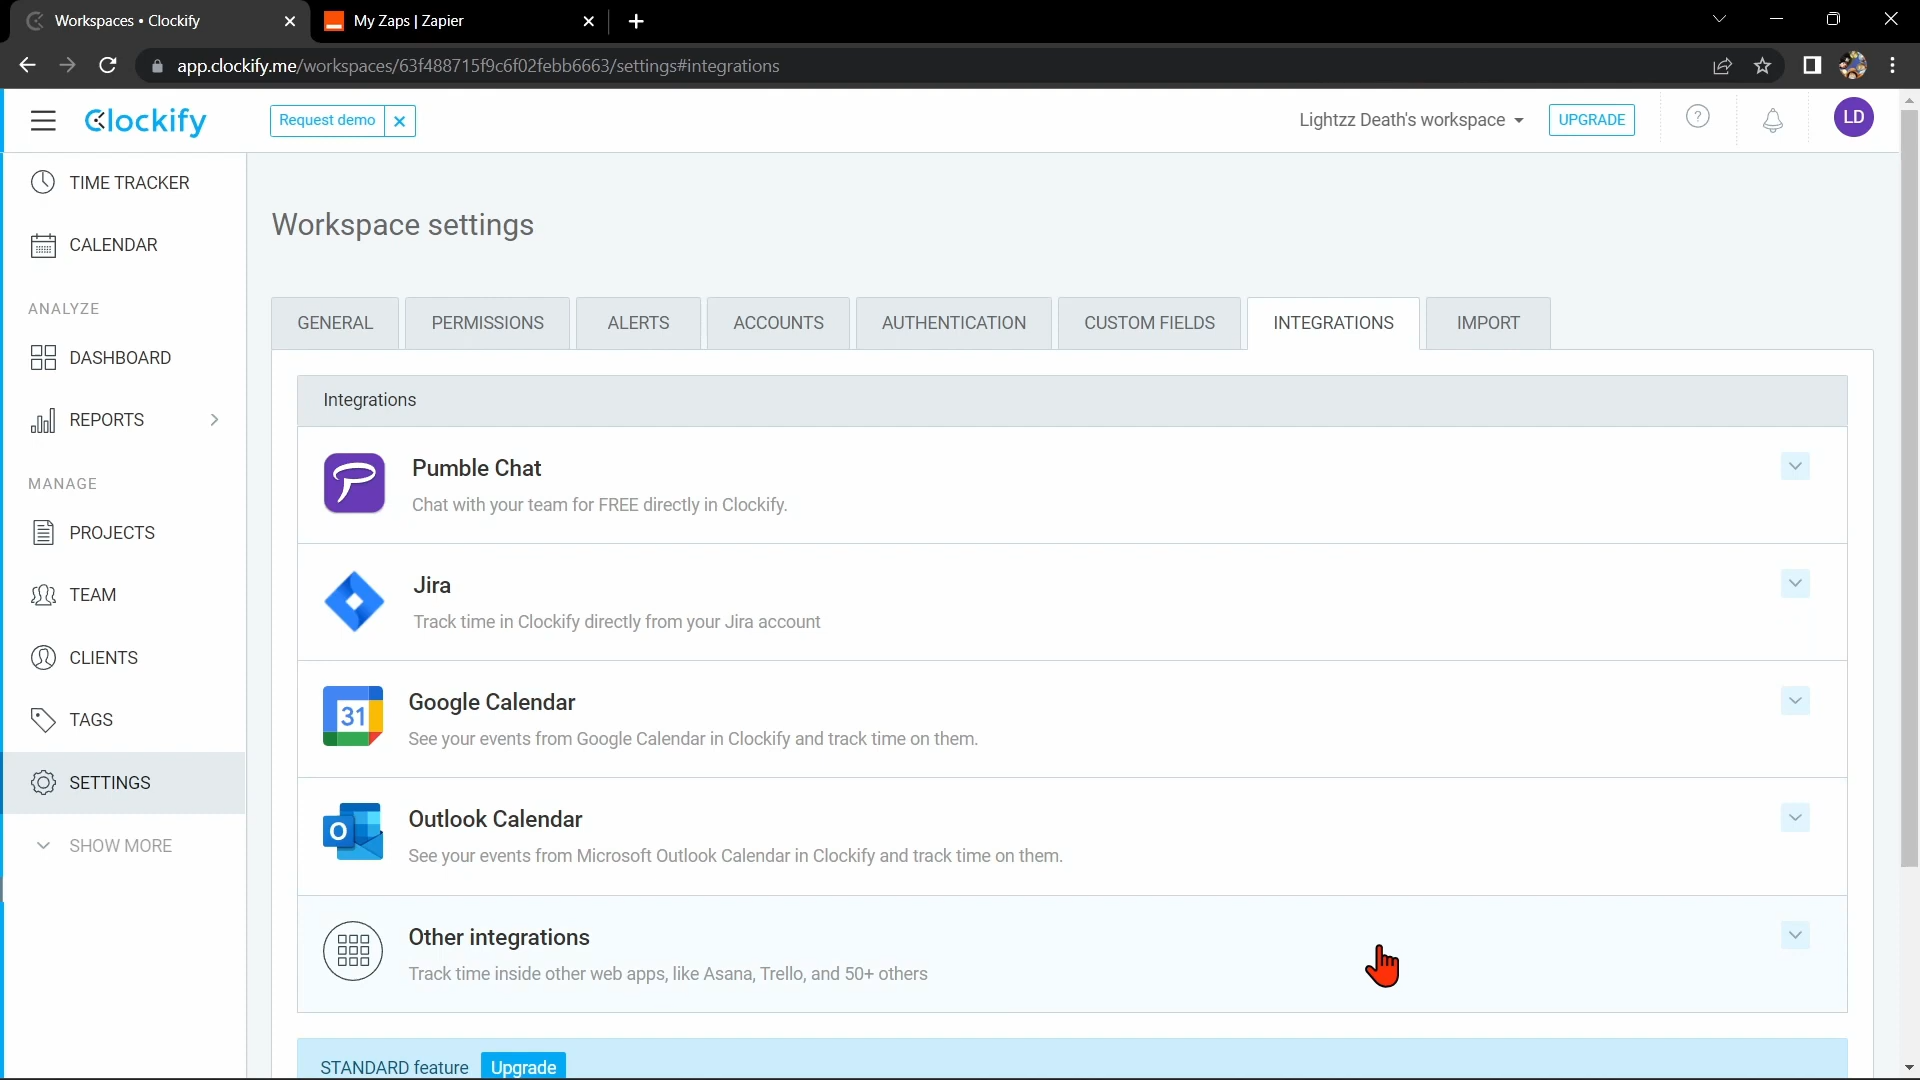 Workspaces • Clockify
My Zaps | Zapier
app.clockify.me/workspaces/63f488715f9c6f02febb6663/settings#integrations
Clockify
Request demo
Lightzz Death's workspace
UPGRADE
LD
TIME TRACKER
CALENDAR
ANALYZE
DASHBOARD
REPORTS
MANAGE
PROJECTS
TEAM
CLIENTS
TAGS
SETTINGS
SHOW MORE
Workspace settings
GENERAL
PERMISSIONS
ALERTS
ACCOUNTS
AUTHENTICATION
CUSTOM FIELDS
INTEGRATIONS
IMPORT
Integrations
Pumble Chat
Chat with your team for FREE directly in Clockify.
Jira
Track time in Clockify directly from your Jira account
31
Google Calendar
See your events from Google Calendar in Clockify and track time on them.
Outlook Calendar
See your events from Microsoft Outlook Calendar in Clockify and track time on them.
Other integrations
Track time inside other web apps, like Asana, Trello, and 50+ others
STANDARD feature
Upgrade